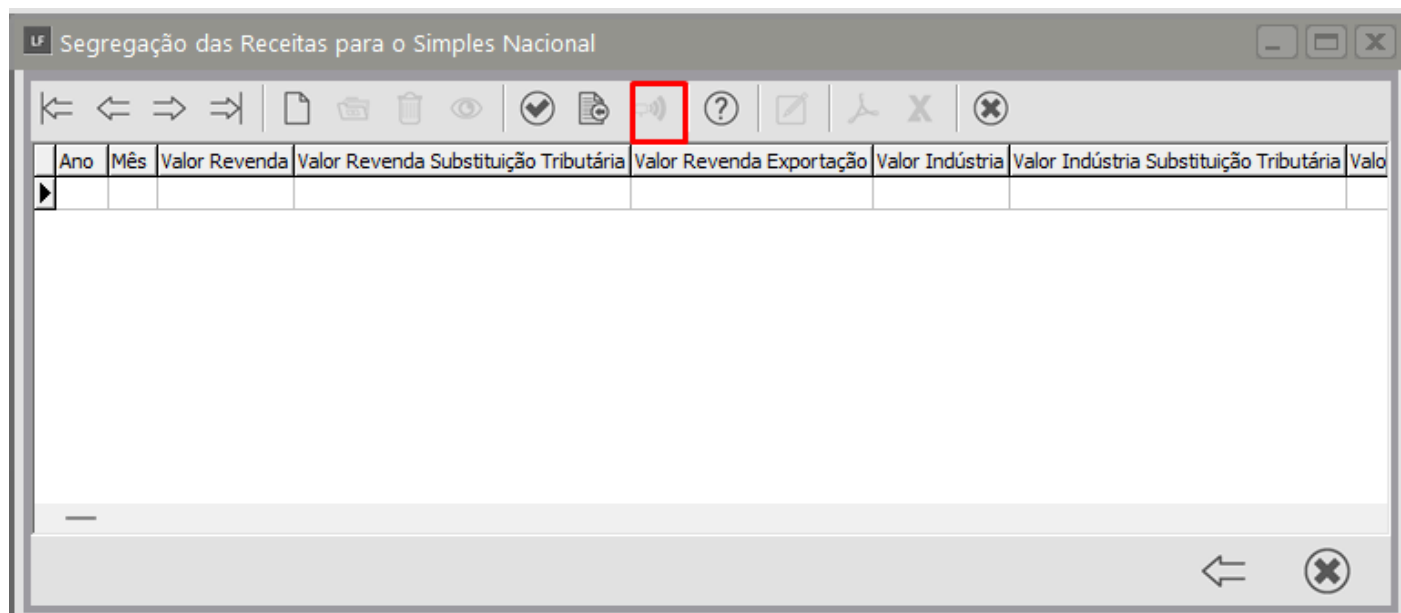 LF Segregação das Receitas para o Simples Nacional
Ano Mês Valor Revenda Valor Revenda Substituição Tributária Valor Revenda Exportação Valor Indústria Valor Indústria Substituição Tributária Valo